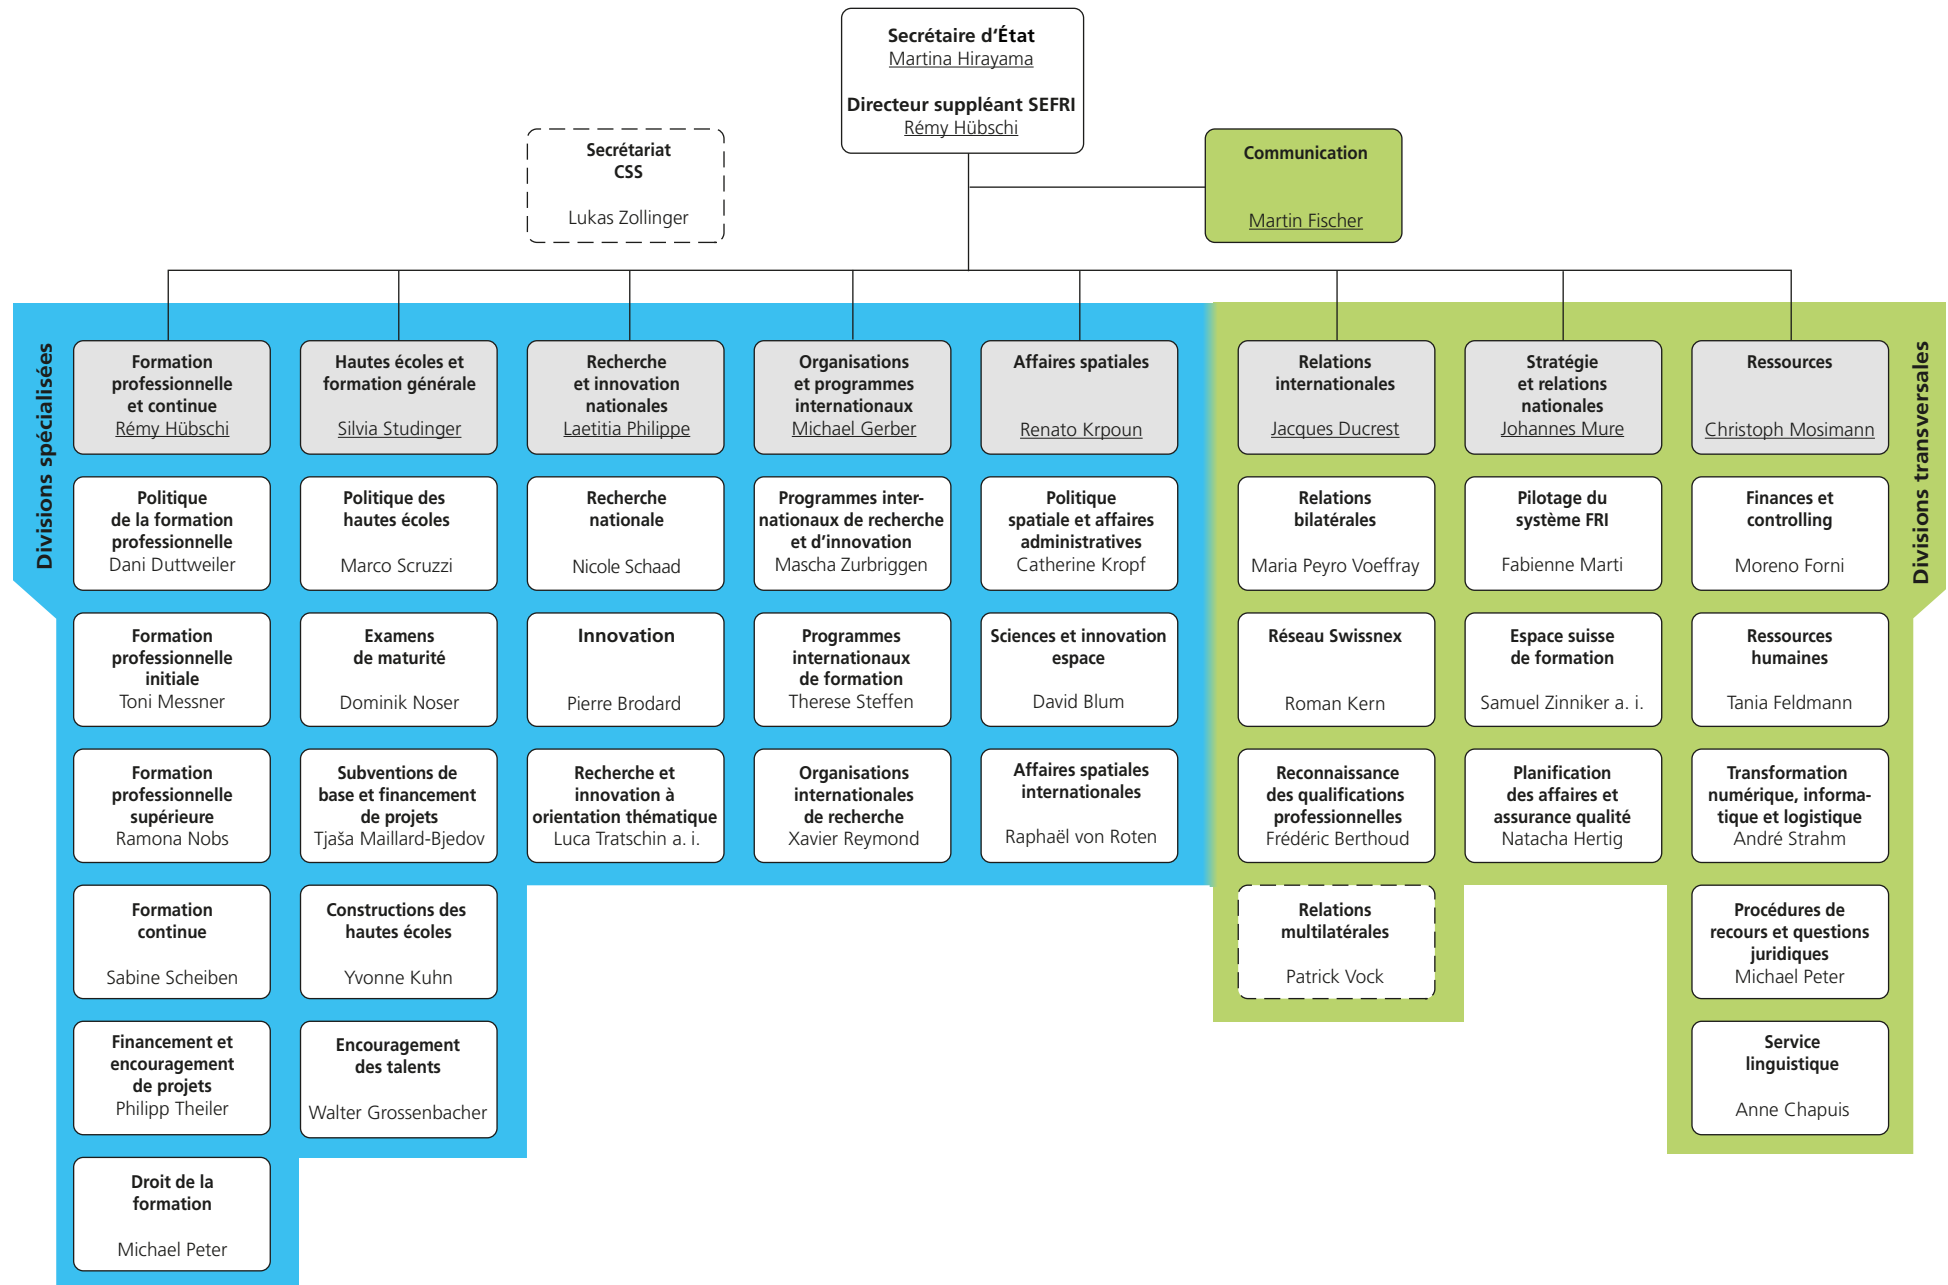 Secrétaire d'État
Martina Hirayama
Directeur suppléant SEFRI
Rémy Hübschi
Secrétariat
CSS
Lukas Zollinger
Communication
Martin Fischer
Divisions spécialisées
Formation
professionnelle
et continue
Rémy Hübschi
Politique
de la formation
professionnelle
Dani Duttweiler
Formation
professionnelle
initiale
Toni Messner
Formation
professionnelle
supérieure
Ramona Nobs
Formation
continue
Sabine Scheiben
Financement et
encouragement
de projets
Philipp Theiler
Droit de la
formation
Michael Peter
Hautes écoles et
formation générale
Silvia Studinger
Politique des
hautes écoles
Marco Scruzzi
Examens
de maturité
Dominik Noser
Subventions de
base et financement
de projets
Tjaša Maillard-Bjedov
Constructions des
hautes écoles
Yvonne Kuhn
Encouragement
des talents
Walter Grossenbacher
Recherche
et innovation
nationales
Laetitia Philippe
Recherche
nationale
Nicole Schaad
Innovation
Pierre Brodard
Recherche et
innovation à
orientation thématique
Luca Tratschin a. i.
Organisations
et programmes
internationaux
Michael Gerber
Programmes inter-
nationaux de recherche
et d'innovation
Mascha Zurbriggen
Programmes
internationaux
de formation
Therese Steffen
Organisations
internationales
de recherche
Xavier Reymond
Affaires spatiales
Renato Krpoun
Politique
spatiale et affaires
administratives
Catherine Kropf
Sciences et innovation
espace
David Blum
Affaires spatiales
internationales
Raphaël von Roten
Relations
internationales
Jacques Ducrest
Relations
bilatérales
Maria Peyro Voeffray
Réseau Swissnex
Roman Kern
Reconnaissance
des qualifications
professionnelles
Frédéric Berthoud
Relations
multilatérales
Patrick Vock
Stratégie
et relations
nationales
Johannes Mure
Pilotage du
système FRI
Fabienne Marti
Espace suisse
de formation
Samuel Zinniker a. i.
Planification
des affaires et
assurance qualité
Natacha Hertig
Ressources
Christoph Mosimann
Finances et
controlling
Moreno Forni
Ressources
humaines
Tania Feldmann
Transformation
numérique, informa-
tique et logistique
André Strahm
Procédures de
recours et questions
juridiques
Michael Peter
Service
linguistique
Anne Chapuis
Divisions transversales